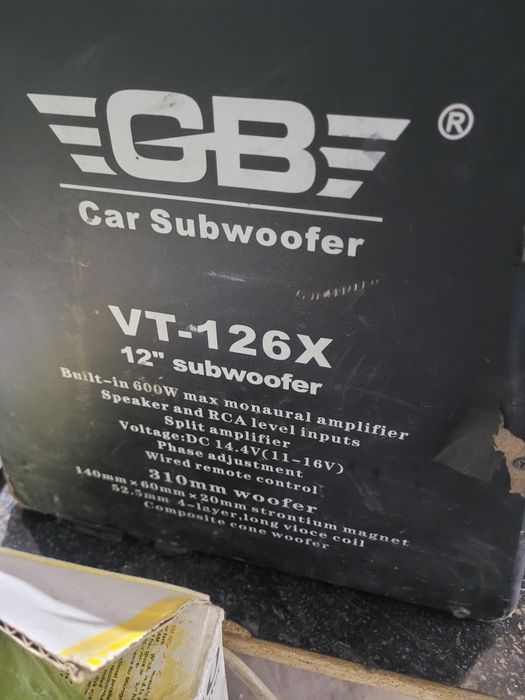 GB ®
Car Subwoofer
VT-126X
12" subwoofer
Built-in 600W max monaural amplifier
Speaker and RCA level inputs
Split amplifier
Voltage:DC 14.4V(11-16V)
Phase adjustment
Wired remote control
310mm woofer
140mm×60mm×20mm strontium magnet
52.5mm 4-layer,long vioce coil
Composite cone woofer